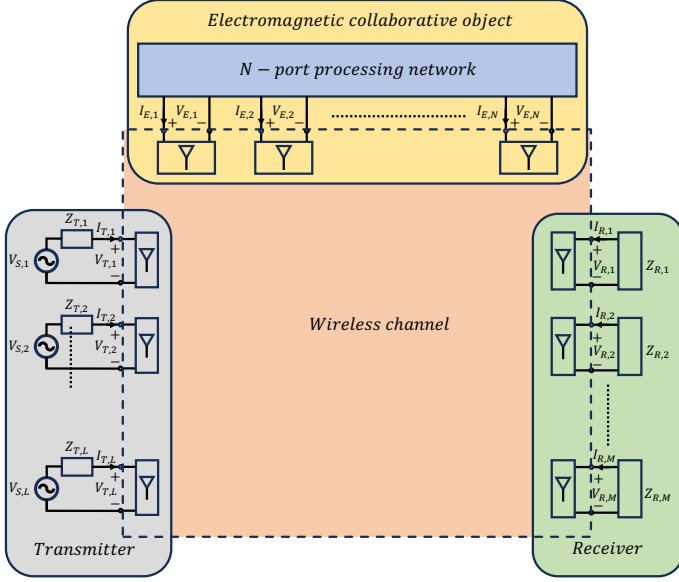 Electromagnetic collaborative object
N − port processing network
I_{E,1} V_{E,1} I_{E,2} V_{E,2} I_{E,N} V_{E,N}
+ − + − + −
Z_{T,1} I_{T,1}
V_{S,1} + V_{T,1} −
Z_{T,2} I_{T,2}
V_{S,2} + V_{T,2} −
Z_{T,L} I_{T,L}
V_{S,L} + V_{T,L} −
Transmitter
Wireless channel
I_{R,1}
+ V_{R,1} − Z_{R,1}
I_{R,2}
+ V_{R,2} − Z_{R,2}
I_{R,M}
+ V_{R,M} − Z_{R,M}
Receiver